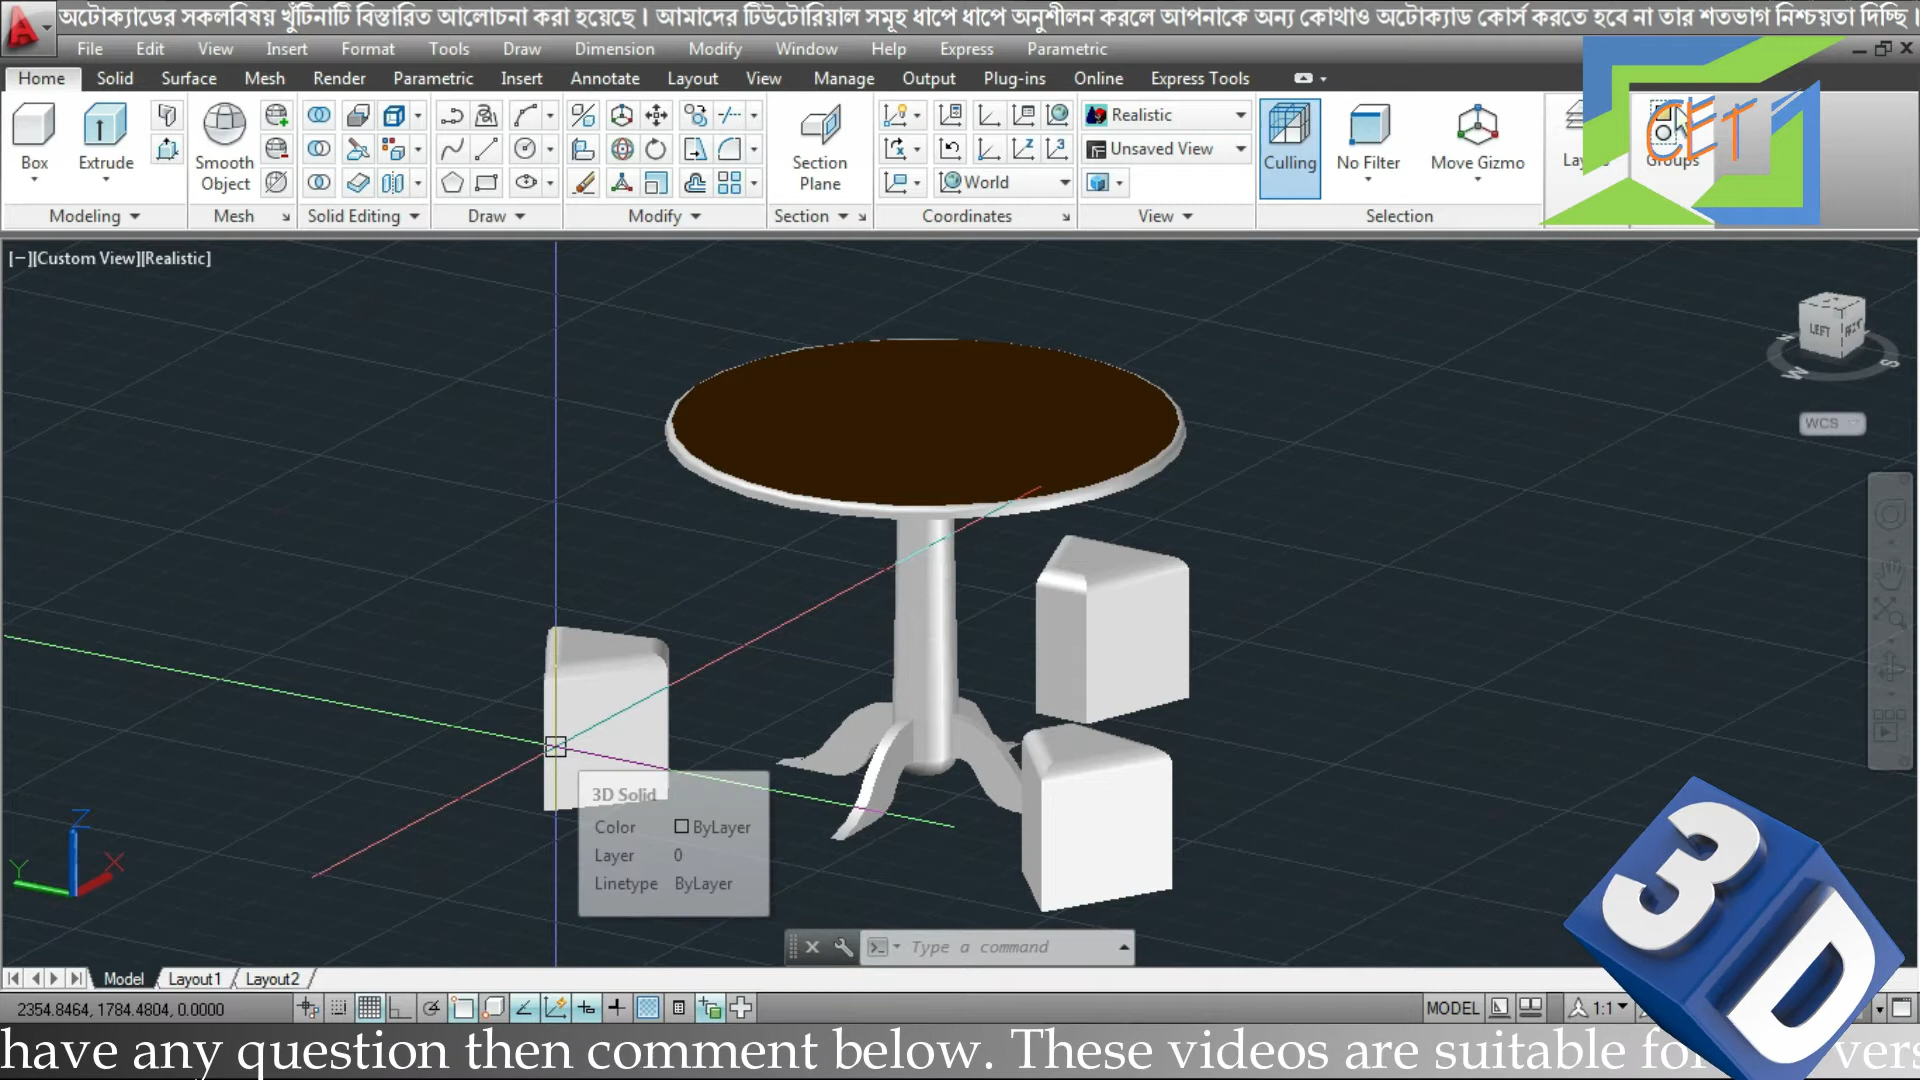 অটোক্যাডের সকলবিষয় খুঁটিনাটি বিস্তারিত আলোচনা করা হয়েছে। আমাদের টিউটোরিয়াল সমূহ ধাপে ধাপে অনুশীলন করলে আপনাকে অন্য কোথাও অটোক্যাড কোর্স করতে হবে না তার শতভাগ নিশ্চয়তা দিচ্ছি।
File Edit View Insert Format Tools Draw Dimension Modify Window Help Express Parametric
Home Solid Surface Mesh Render Parametric Insert Annotate Layout View Manage Output Plug-ins Online Express Tools
Realistic
Unsaved View
World
Box Extrude Smooth Object Section Plane Culling No Filter Move Gizmo Groups
CET
Modeling Mesh Solid Editing Draw Modify Section Coordinates View Selection
[−][Custom View][Realistic]
LEFT FRONT
N W S
WCS
3D Solid
Color ByLayer
Layer 0
Linetype ByLayer
Z
Y X
Type a command
3D
Model Layout1 Layout2
2354.8464, 1784.4804, 0.0000 MODEL 1:1
have any question then comment below. These videos are suitable for